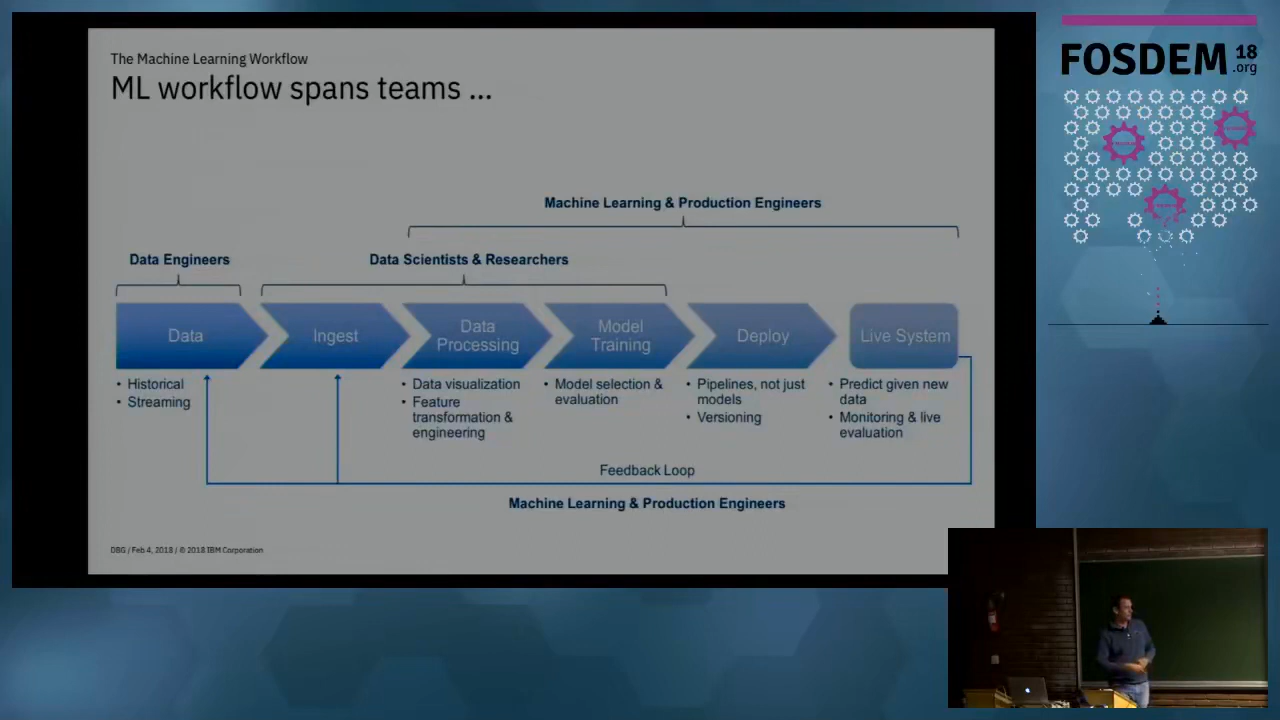 The Machine Learning Workflow
ML workflow spans teams ...
Machine Learning & Production Engineers
Data Engineers
Data Scientists & Researchers
Data
Ingest
Data
Processing
Model
Training
Deploy
Live System
• Historical
• Streaming
• Data visualization
• Feature
transformation &
engineering
• Model selection &
evaluation
• Pipelines, not just
models
• Versioning
• Predict given new
data
• Monitoring & live
evaluation
Feedback Loop
Machine Learning & Production Engineers
DBG / Feb 4, 2018 / © 2018 IBM Corporation
FOSDEM 18
.org